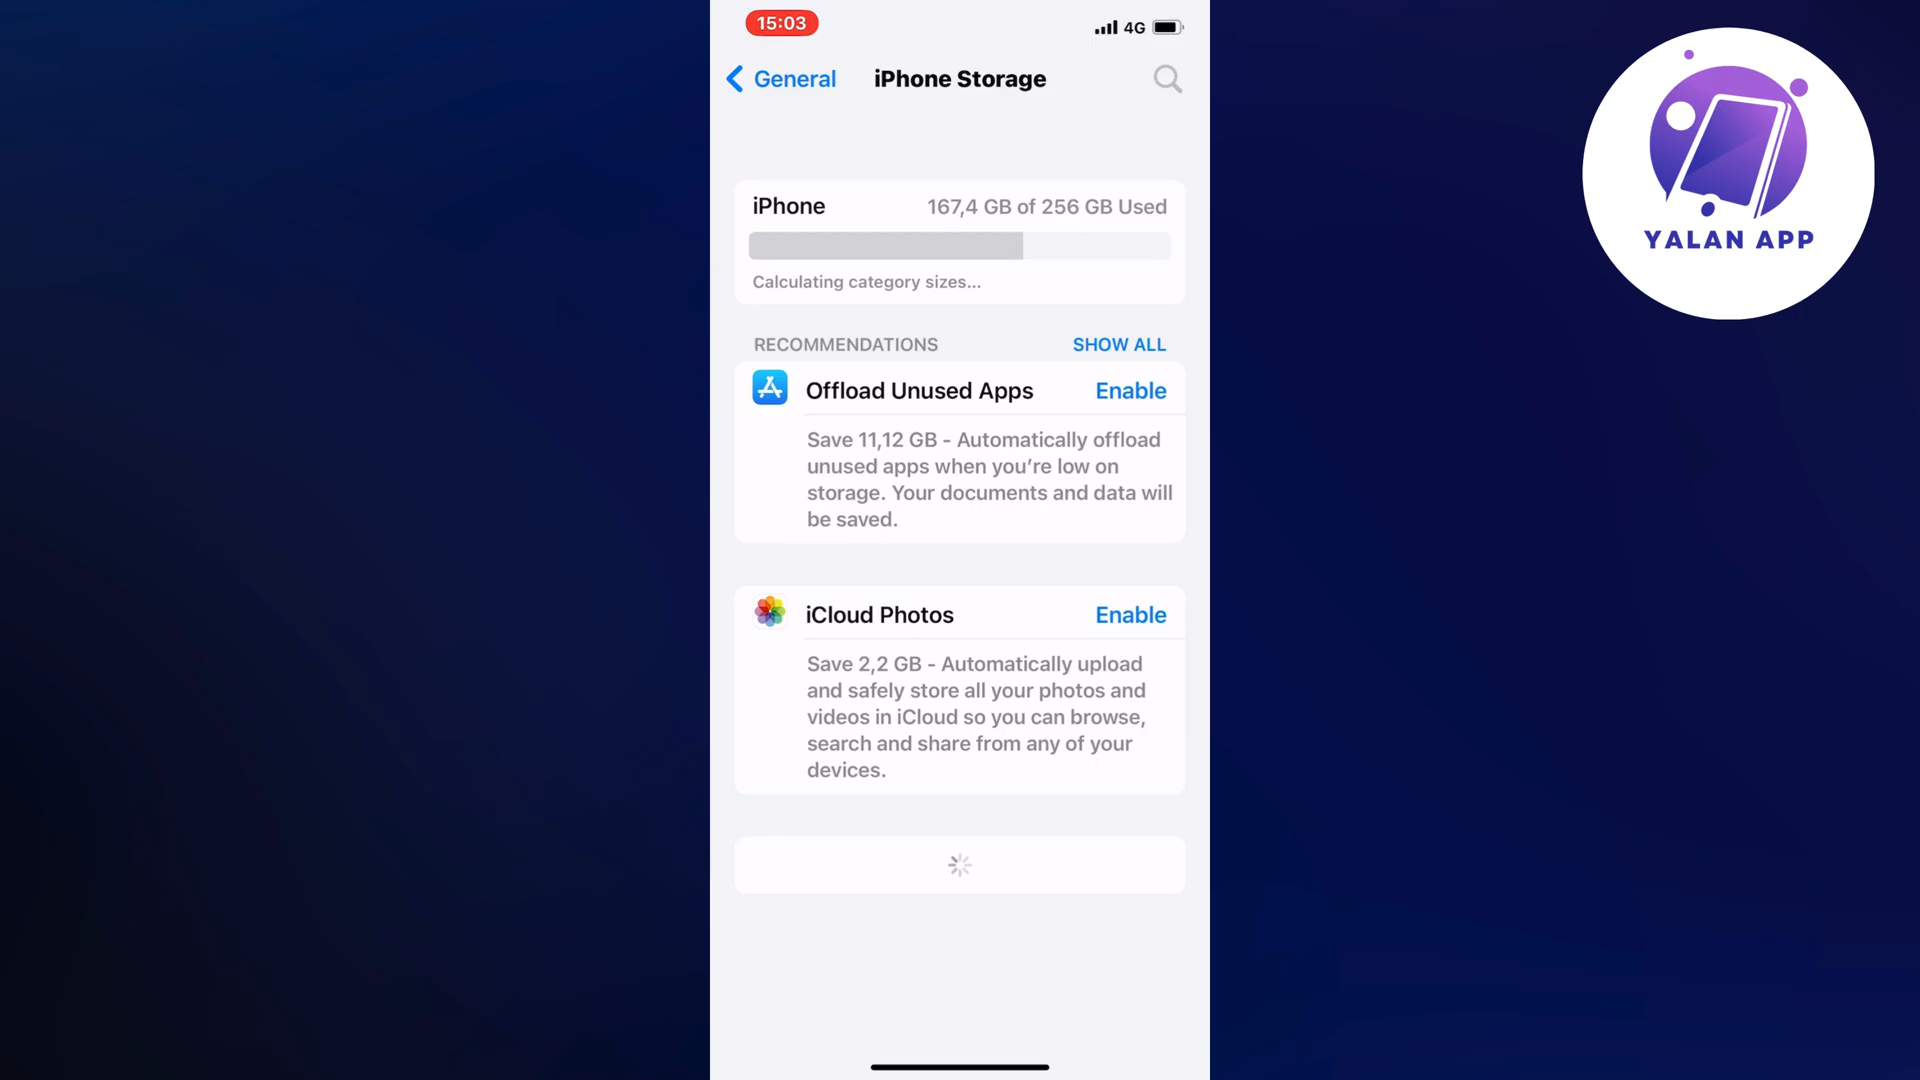 15:03
4G
General
iPhone Storage
YALAN APP
iPhone
167,4 GB of 256 GB Used
Calculating category sizes...
RECOMMENDATIONS
SHOW ALL
Offload Unused Apps
Enable
Save 11,12 GB - Automatically offload
unused apps when you’re low on
storage. Your documents and data will
be saved.
iCloud Photos
Enable
Save 2,2 GB - Automatically upload
and safely store all your photos and
videos in iCloud so you can browse,
search and share from any of your
devices.